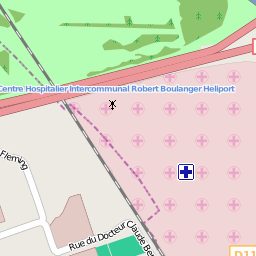 Centre Hospitalier Intercommunal Robert Boulanger Heliport
Fleming
Rue du Docteur
Claude Be
D11